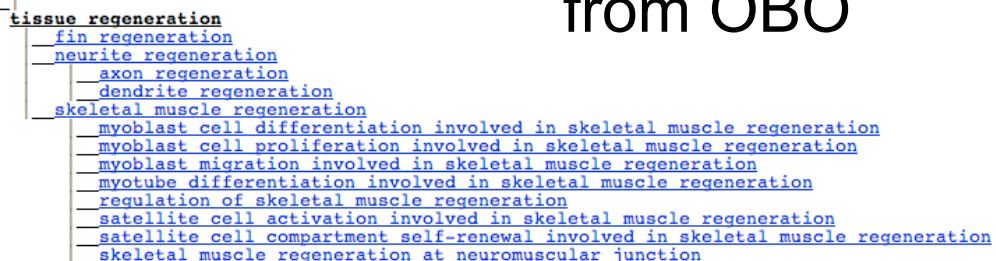 from OBO
tissue regeneration
fin regeneration
neurite regeneration
axon regeneration
dendrite regeneration
skeletal muscle regeneration
myoblast cell differentiation involved in skeletal muscle regeneration
myoblast cell proliferation involved in skeletal muscle regeneration
myoblast migration involved in skeletal muscle regeneration
myotube differentiation involved in skeletal muscle regeneration
regulation of skeletal muscle regeneration
satellite cell activation involved in skeletal muscle regeneration
satellite cell compartment self-renewal involved in skeletal muscle regeneration
skeletal muscle regeneration at neuromuscular junction